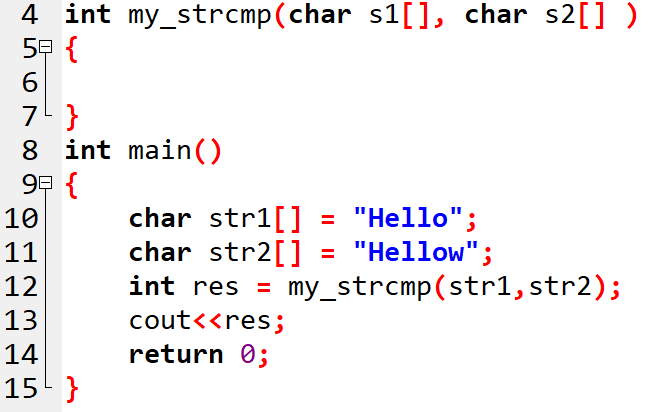 4 int my_strcmp(char s1[], char s2[] )
5 {
6
7 }
8 int main()
9 {
10     char str1[] = "Hello";
11     char str2[] = "Hellow";
12     int res = my_strcmp(str1,str2);
13     cout<<res;
14     return 0;
15 }